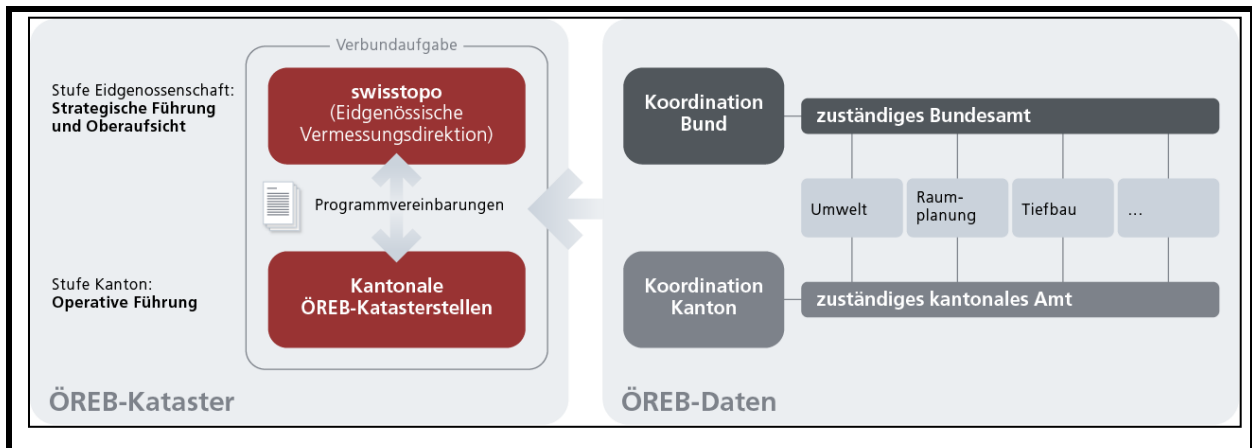 Verbundaufgabe
Stufe Eidgenossenschaft:
Strategische Führung
und Oberaufsicht
swisstopo
(Eidgenössische
Vermessungsdirektion)
Programmvereinbarungen
Stufe Kanton:
Operative Führung
Kantonale
ÖREB-Katasterstellen
ÖREB-Kataster
Koordination
Bund
zuständiges Bundesamt
Umwelt
Raum-
planung
Tiefbau
...
Koordination
Kanton
zuständiges kantonales Amt
ÖREB-Daten